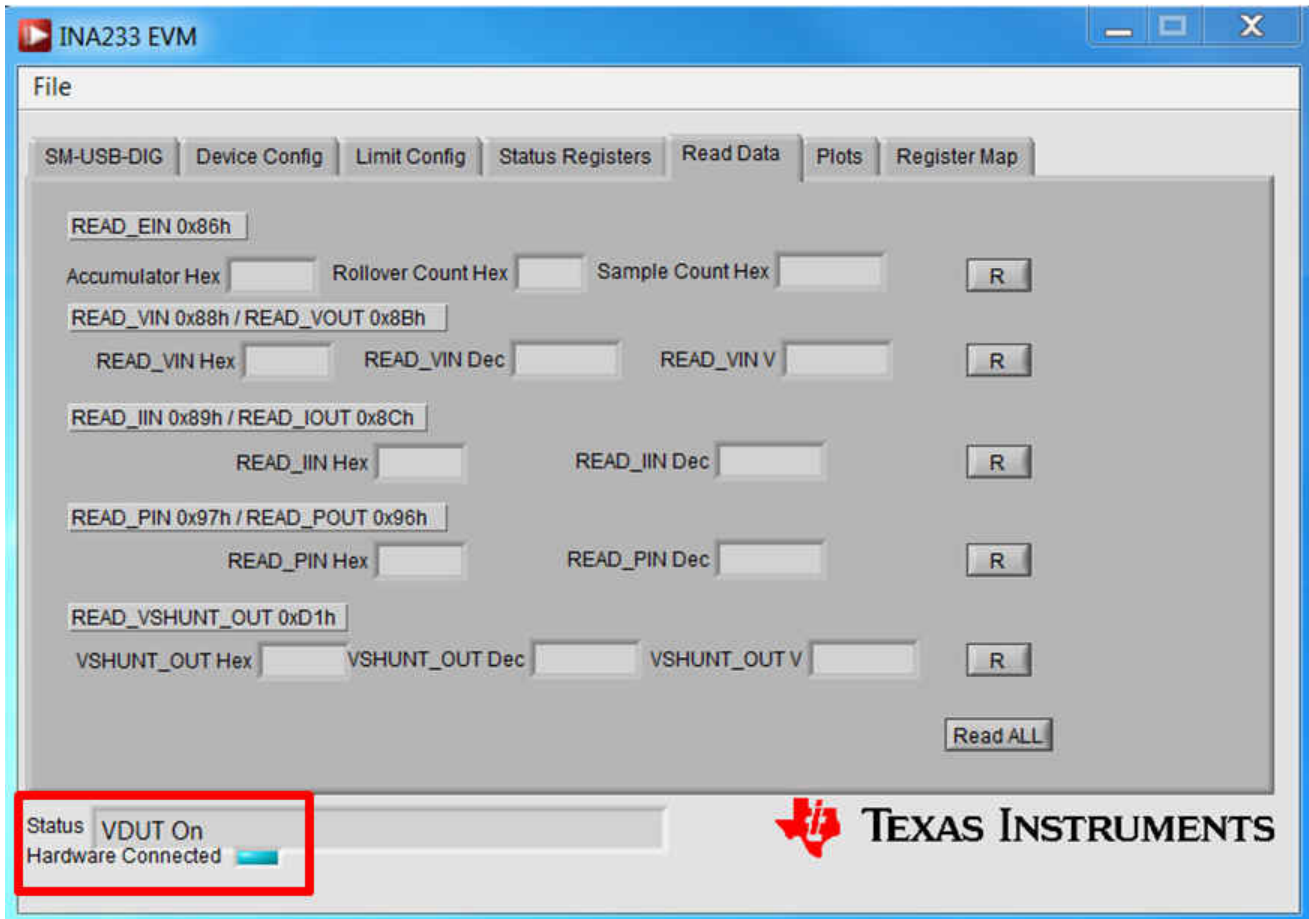 INA233 EVM
File
SM-USB-DIG Device Config Limit Config Status Registers Read Data Plots Register Map
READ_EIN 0x86h
Accumulator Hex Rollover Count Hex Sample Count Hex R
READ_VIN 0x88h / READ_VOUT 0x8Bh
READ_VIN Hex READ_VIN Dec READ_VIN V R
READ_IIN 0x89h / READ_IOUT 0x8Ch
READ_IIN Hex READ_IIN Dec R
READ_PIN 0x97h / READ_POUT 0x96h
READ_PIN Hex READ_PIN Dec R
READ_VSHUNT_OUT 0xD1h
VSHUNT_OUT Hex VSHUNT_OUT Dec VSHUNT_OUT V R
Read ALL
Status VDUT On
Hardware Connected
TEXAS INSTRUMENTS